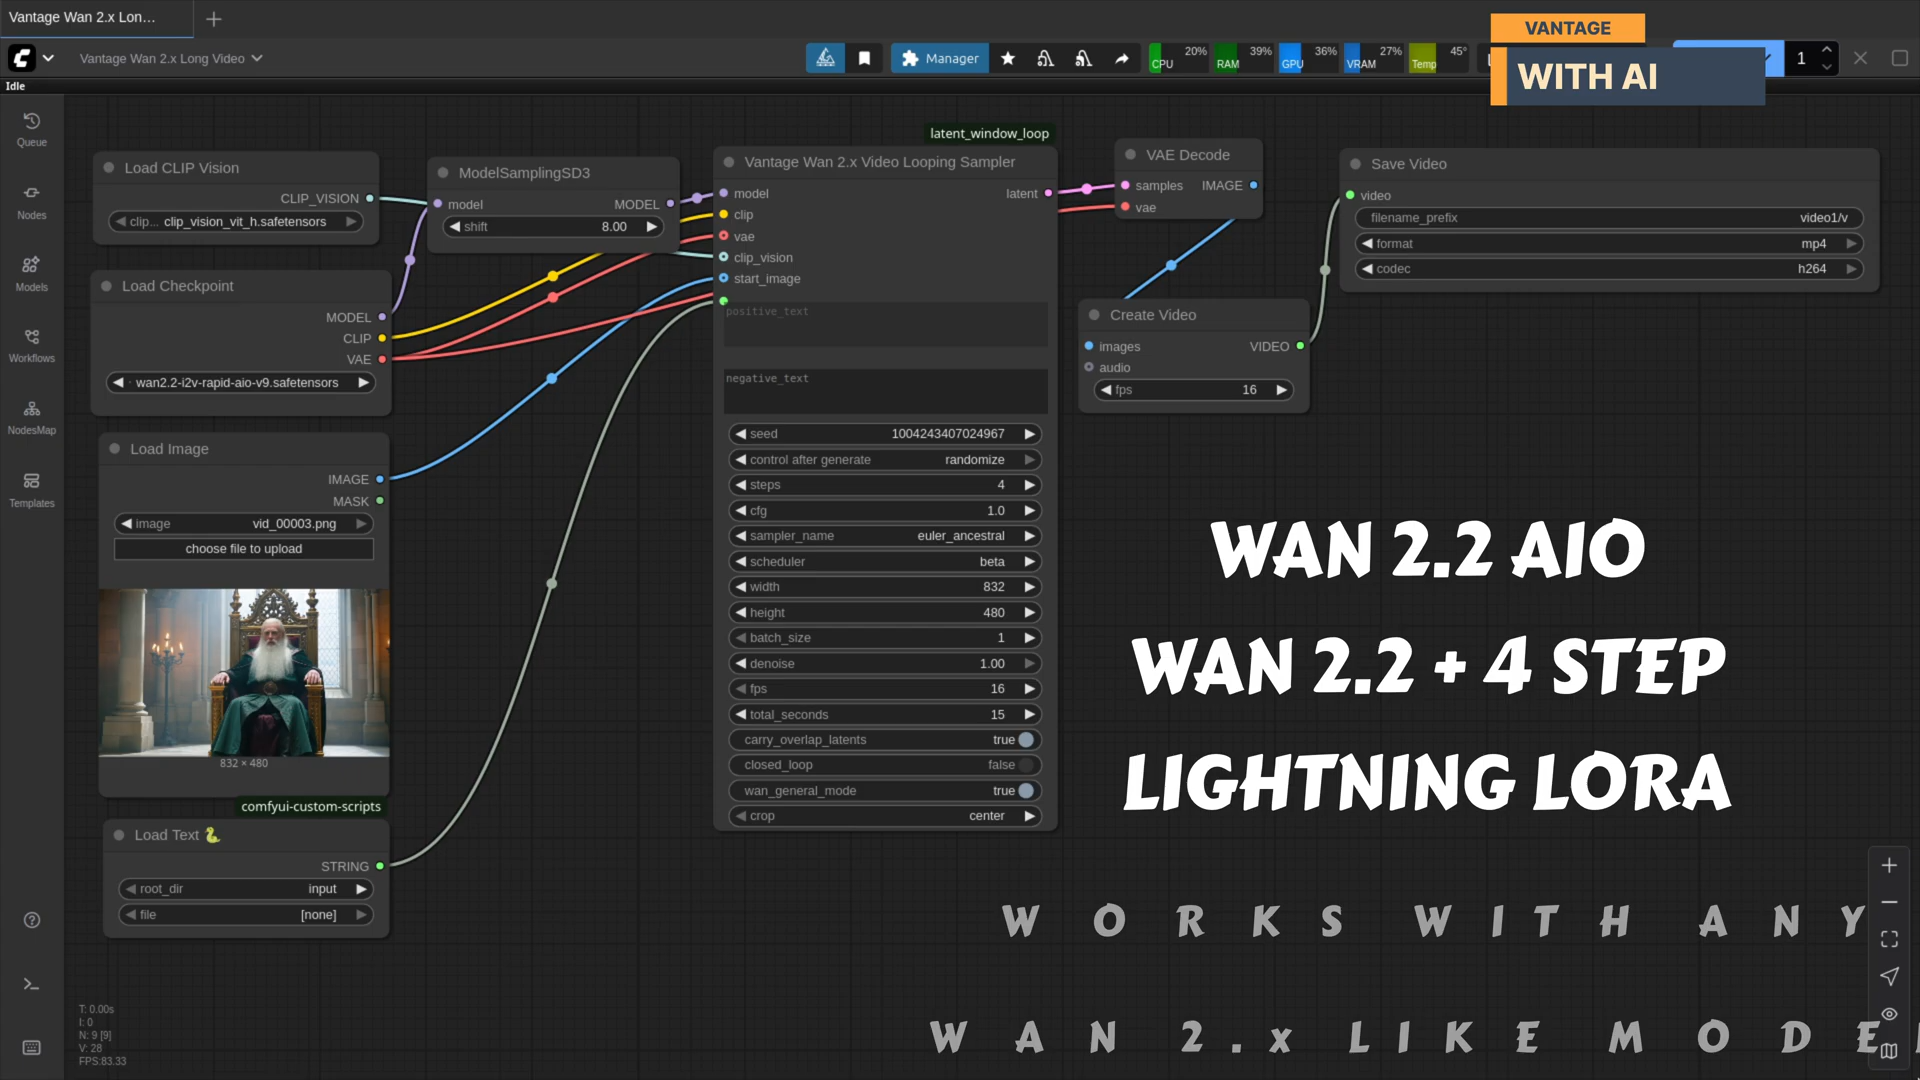 Vantage Wan 2.x Lon...
VANTAGE
WITH AI
Vantage Wan 2.x Long Video
Manager
20%
CPU
39%
RAM
36%
GPU
27%
VRAM
45°
Temp
1
Idle
Queue
Nodes
Models
Workflows
NodesMap
Templates
Load CLIP Vision
CLIP_VISION
clip... clip_vision_vit_h.safetensors
ModelSamplingSD3
model MODEL
shift 8.00
Load Checkpoint
MODEL
CLIP
VAE
wan2.2-i2v-rapid-aio-v9.safetensors
Load Image
IMAGE
MASK
image vid_00003.png
choose file to upload
832 × 480
comfyui-custom-scripts
Load Text 🐍
STRING
root_dir input
file [none]
latent_window_loop
Vantage Wan 2.x Video Looping Sampler
model latent
clip
vae
clip_vision
start_image
positive_text
negative_text
seed 1004243407024967
control after generate randomize
steps 4
cfg 1.0
sampler_name euler_ancestral
scheduler beta
width 832
height 480
batch_size 1
denoise 1.00
fps 16
total_seconds 15
carry_overlap_latents true
closed_loop false
wan_general_mode true
crop center
VAE Decode
samples IMAGE
vae
Create Video
images VIDEO
audio
fps 16
Save Video
video
filename_prefix video1/v
format mp4
codec h264
WAN 2.2 AIO
WAN 2.2 + 4 STEP
LIGHTNING LORA
WORKS WITH ANY
WAN 2.x LIKE MODE
T: 0.00s
I: 0
N: 9 [9]
V: 28
FPS:83.33